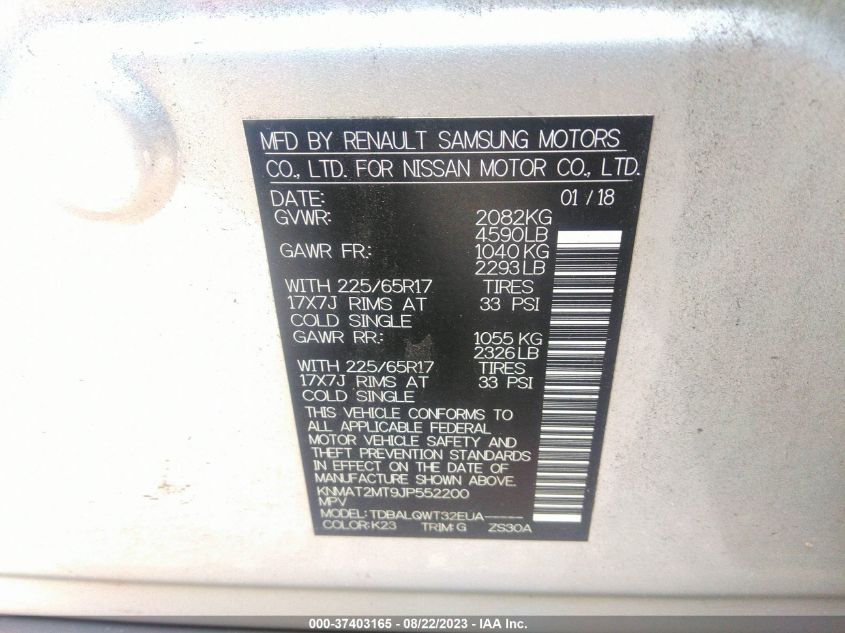 MFD BY RENAULT SAMSUNG MOTORS
CO., LTD. FOR NISSAN MOTOR CO., LTD.
DATE: 01 / 18
GVWR: 2082KG
4590LB
GAWR FR: 1040 KG
2293 LB
WITH 225/65R17 TIRES
17X7J RIMS AT 33 PSI
COLD SINGLE
GAWR RR: 1055 KG
2326 LB
WITH 225/65R17 TIRES
17X7J RIMS AT 33 PSI
COLD SINGLE
THIS VEHICLE CONFORMS TO
ALL APPLICABLE FEDERAL
MOTOR VEHICLE SAFETY AND
THEFT PREVENTION STANDARDS
IN EFFECT ON THE DATE OF
MANUFACTURE SHOWN ABOVE.
KNMAT2MT9JP552200
MPV
MODEL: TDBALQWT32EUA-----
COLOR:K23 TRIM:G ZS30A
000-37403165 - 08/22/2023 - IAA Inc.